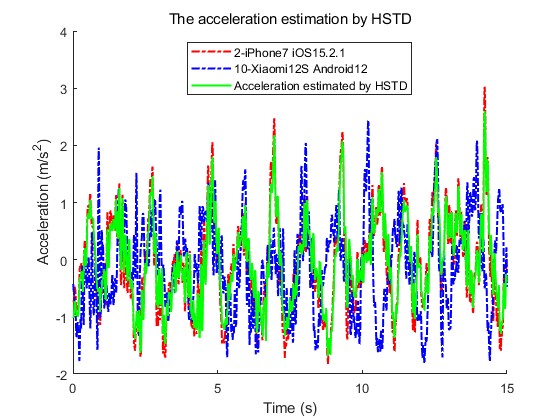 The acceleration estimation by HSTD
2-iPhone7 iOS15.2.1
10-Xiaomi12S Android12
Acceleration estimated by HSTD
Acceleration (m/s²)
4
3
2
1
0
-1
-2
0 5 10 15
Time (s)